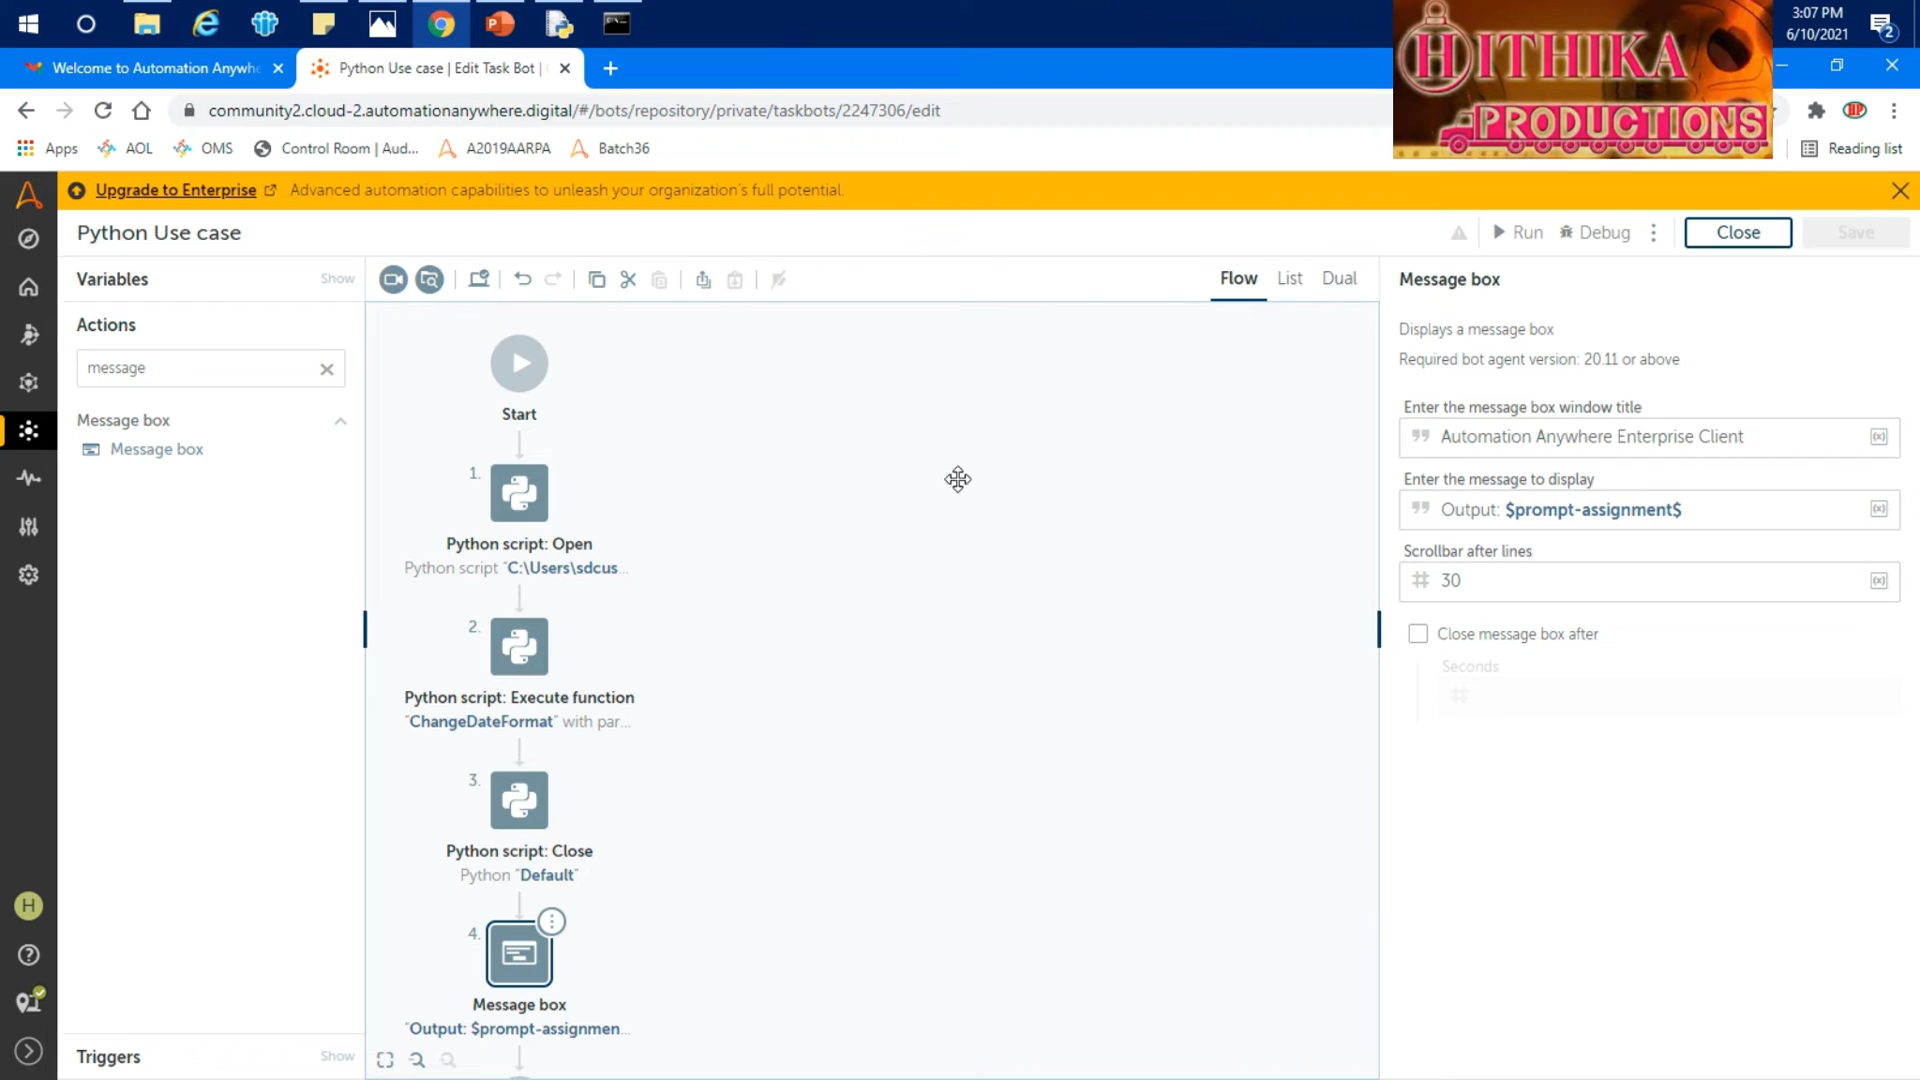 3:07 PM
6/10/2021
2
HITHIKA
PRODUCTIONS
Welcome to Automation Anywhe
Python Use case | Edit Task Bot |
community2.cloud-2.automationanywhere.digital/#/bots/repository/private/taskbots/2247306/edit
HP
Apps
AOL
OMS
Control Room | Aud...
A2019AARPA
Batch36
Reading list
Upgrade to Enterprise
Advanced automation capabilities to unleash your organization's full potential.
Python Use case
Run
Debug
Close
Save
Variables
Show
Flow
List
Dual
Message box
Actions
message
Message box
Message box
Start
1.
Python script: Open
Python script "C:\Users\sdcus...
2.
Python script: Execute function
"ChangeDateFormat" with par...
3.
Python script: Close
Python "Default"
4.
Message box
"Output: $prompt-assignmen...
Displays a message box
Required bot agent version: 20.11 or above
Enter the message box window title
Automation Anywhere Enterprise Client
(x)
Enter the message to display
Output: $prompt-assignment$
(x)
Scrollbar after lines
# 30
(x)
Close message box after
Seconds
#
H
Triggers
Show